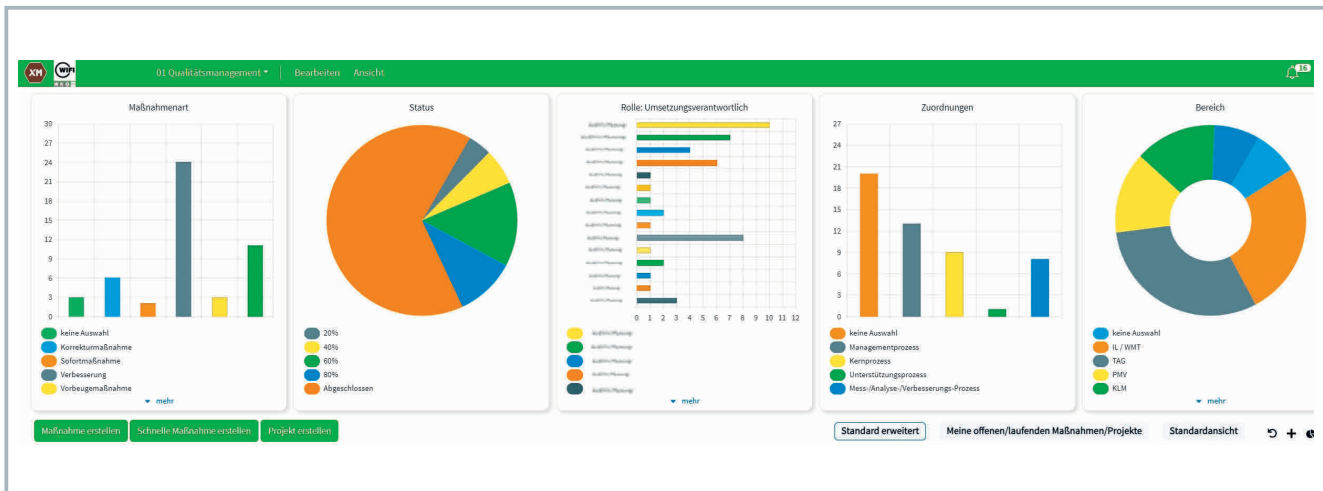 XM
WIFI
WKO
01 Qualitätsmanagement
Bearbeiten
Ansicht
16
Maßnahmenart
30
27
24
21
18
15
12
9
6
3
0
keine Auswahl
Korrekturmaßnahme
Sofortmaßnahme
Verbesserung
Vorbeugemaßnahme
mehr
Status
20%
40%
60%
80%
Abgeschlossen
Rolle: Umsetzungsverantwortlich
0 1 2 3 4 5 6 7 8 9 10 11 12
mehr
Zuordnungen
27
24
21
18
15
12
9
6
3
0
keine Auswahl
Managementprozess
Kernprozess
Unterstützungsprozess
Mess-/Analyse-/Verbesserungs-Prozess
Bereich
keine Auswahl
IL / WMT
TAG
PMV
KLM
mehr
Maßnahme erstellen
Schnelle Maßnahme erstellen
Projekt erstellen
Standard erweitert
Meine offenen/laufenden Maßnahmen/Projekte
Standardansicht